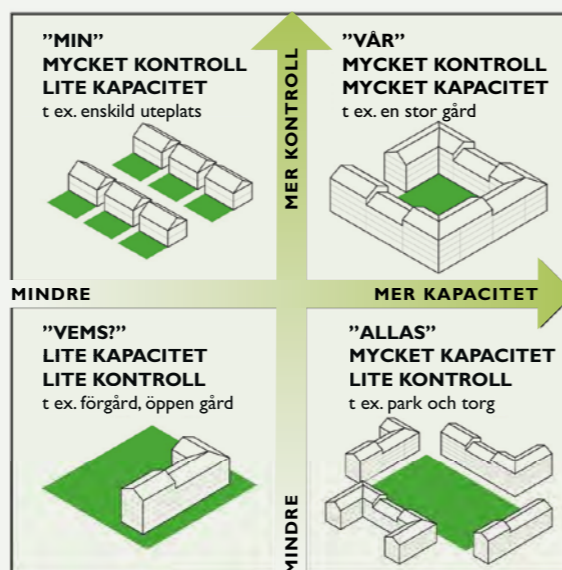 ”MIN”
MYCKET KONTROLL
LITE KAPACITET
t ex. enskild uteplats
”VÅR”
MYCKET KONTROLL
MYCKET KAPACITET
t ex. en stor gård
MER KONTROLL
MINDRE
MER KAPACITET
”VEMS?”
LITE KAPACITET
LITE KONTROLL
t ex. förgård, öppen gård
”ALLAS”
MYCKET KAPACITET
LITE KONTROLL
t ex. park och torg
MINDRE